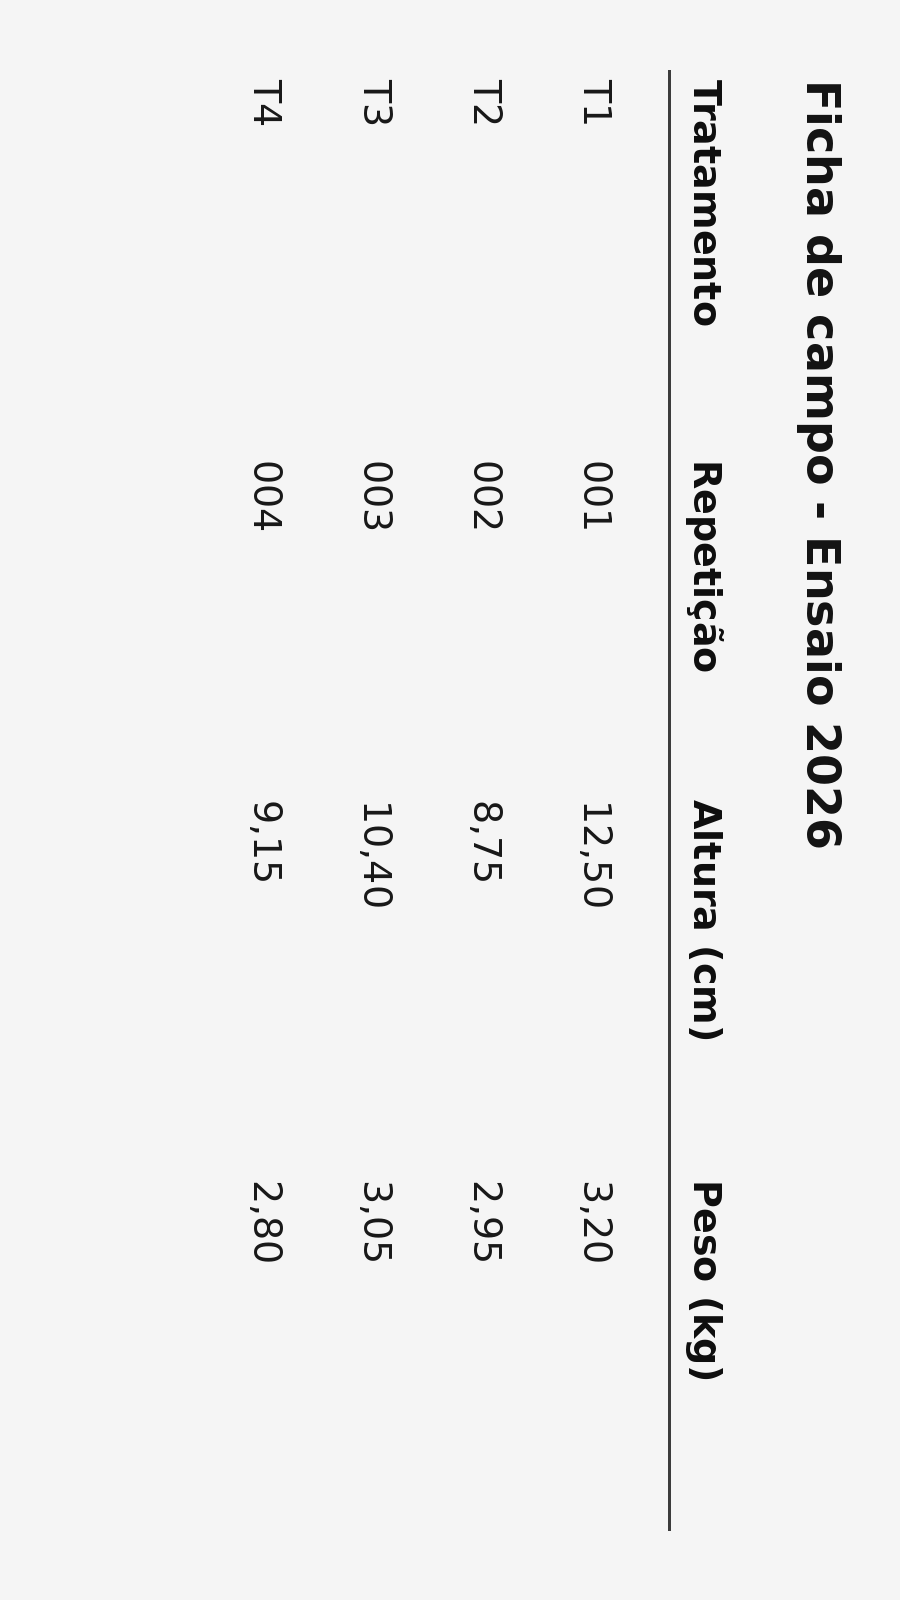 Ficha de campo - Ensaio 2026
Tratamento Repetição Altura (cm) Peso (kg)
T1 001 12,50 3,20
T2 002 8,75 2,95
T3 003 10,40 3,05
T4 004 9,15 2,80